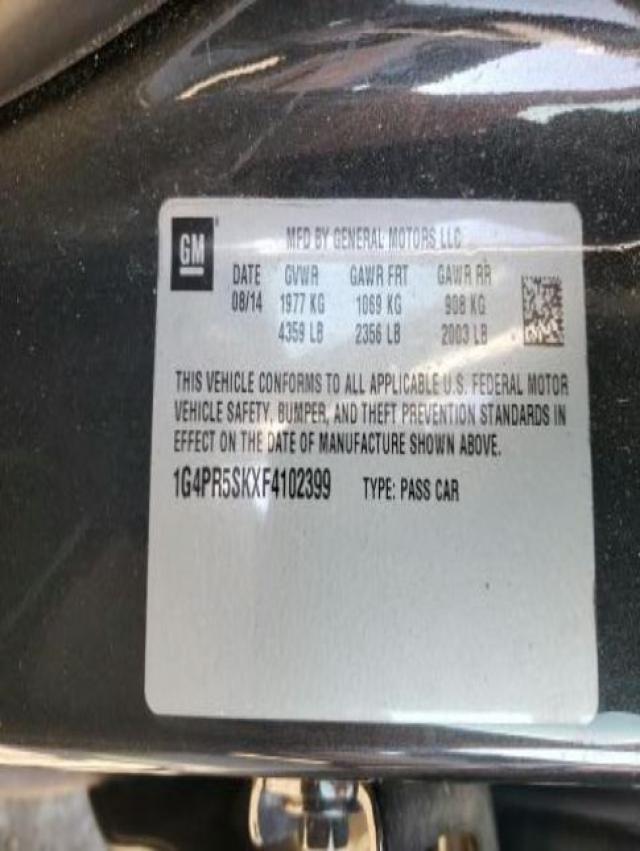 GM®
MFD BY GENERAL MOTORS LLC
DATE GVWR GAWR FRT GAWR RR
08/14 1977 KG 1069 KG 908 KG
4359 LB 2356 LB 2003 LB
THIS VEHICLE CONFORMS TO ALL APPLICABLE U.S. FEDERAL MOTOR
VEHICLE SAFETY, BUMPER, AND THEFT PREVENTION STANDARDS IN
EFFECT ON THE DATE OF MANUFACTURE SHOWN ABOVE.
1G4PR5SKXF4102399 TYPE: PASS CAR